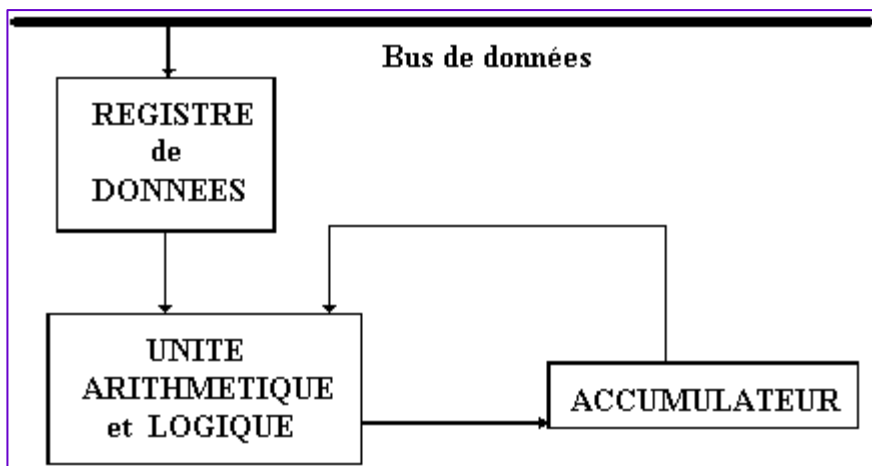 Bus de données
REGISTRE
de
DONNEES
UNITE
ARITHMETIQUE
et LOGIQUE
ACCUMULATEUR